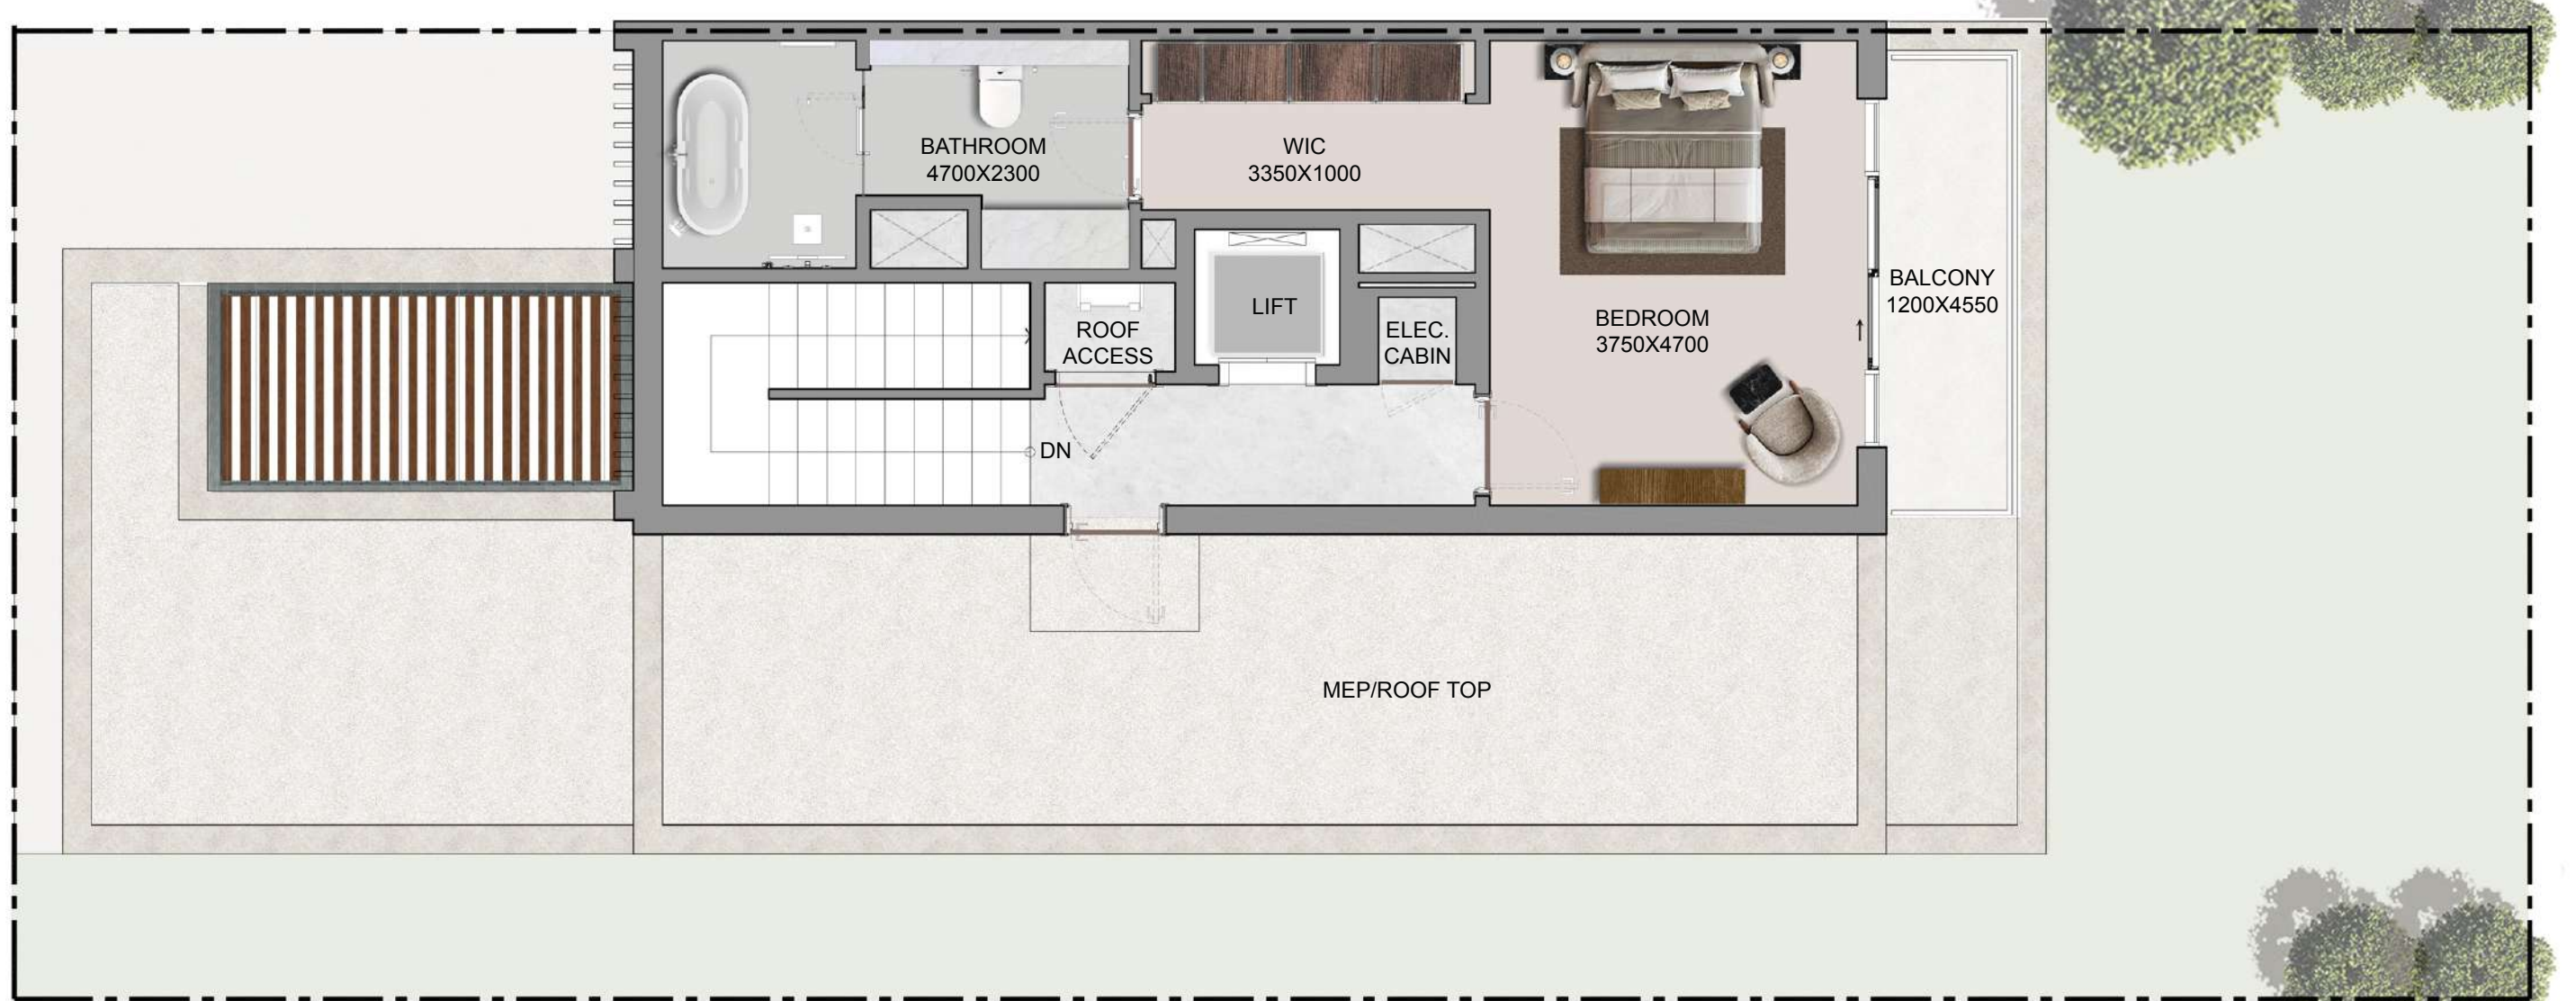 BATHROOM
4700X2300
WIC
3350X1000
BALCONY
1200X4550
LIFT
ROOF
ACCESS
ELEC.
CABIN
BEDROOM
3750X4700
DN
MEP/ROOF TOP